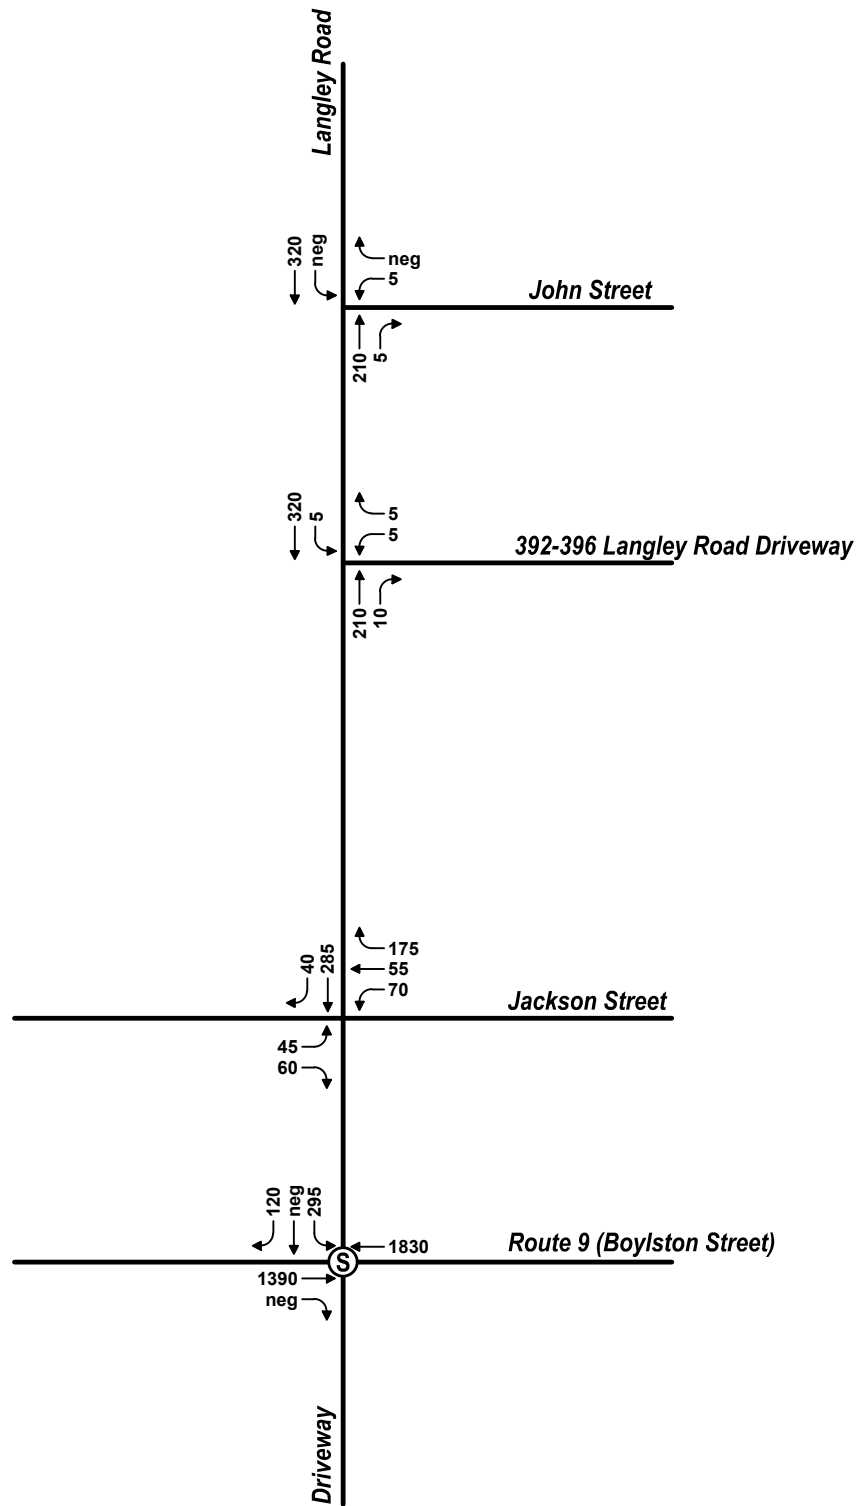 Langley Road
320
neg
neg
5
John Street
210
5
320
5
5
5
392-396 Langley Road Driveway
210
10
40
285
175
55
70
Jackson Street
45
60
120
neg
295
1830
Route 9 (Boylston Street)
S
1390
neg
Driveway